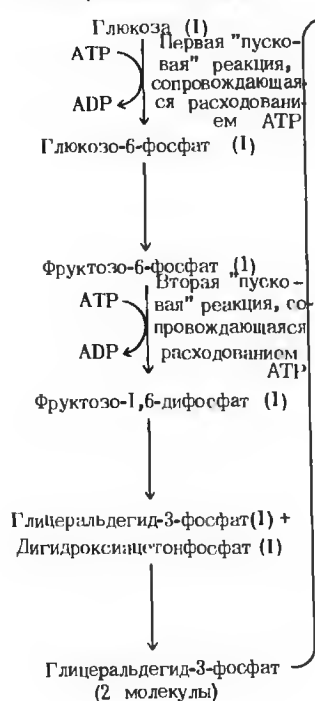 Глюкоза (1)
ATP
Первая "пуско-
вая" реакция,
сопровождающа-
яся расходовани-
ADP
ем ATP
Глюкозо-6-фосфат (1)
Фруктозо-6-фосфат (1)
ATP
Вторая "пуско-
вая" реакция, со-
провождающаяся
ADP
расходованием
ATP
Фруктозо-1,6-дифосфат (1)
Глицеральдегид-3-фосфат(1) +
Дигидроксиацетонфосфат (1)
Глицеральдегид-3-фосфат
(2 молекулы)